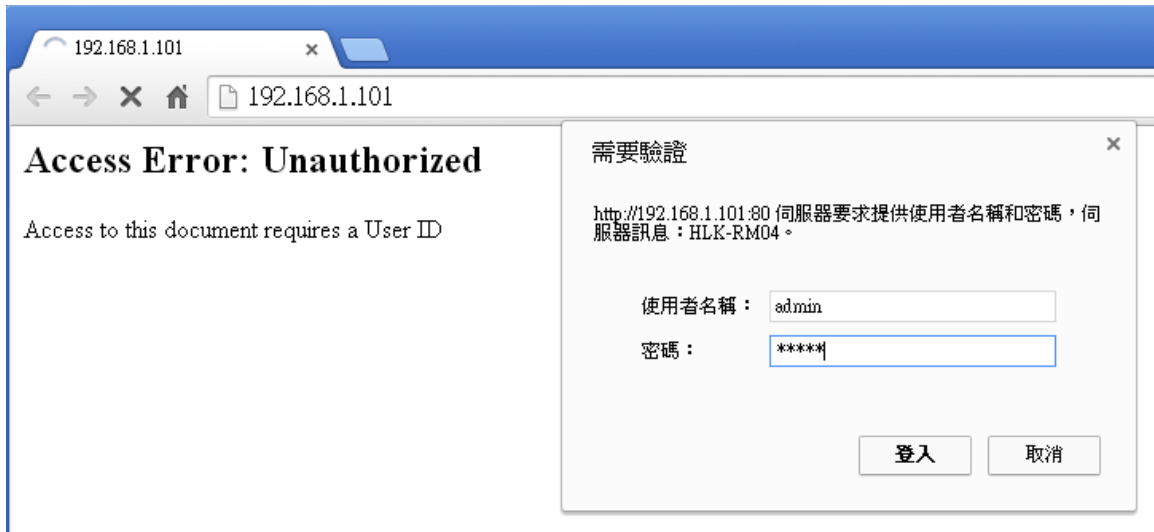 192.168.1.101
192.168.1.101
Access Error: Unauthorized
Access to this document requires a User ID
需要驗證
http://192.168.1.101:80 伺服器要求提供使用者名稱和密碼，伺
服器訊息：HLK-RM04。
使用者名稱： admin
密碼： *****
登入 取消